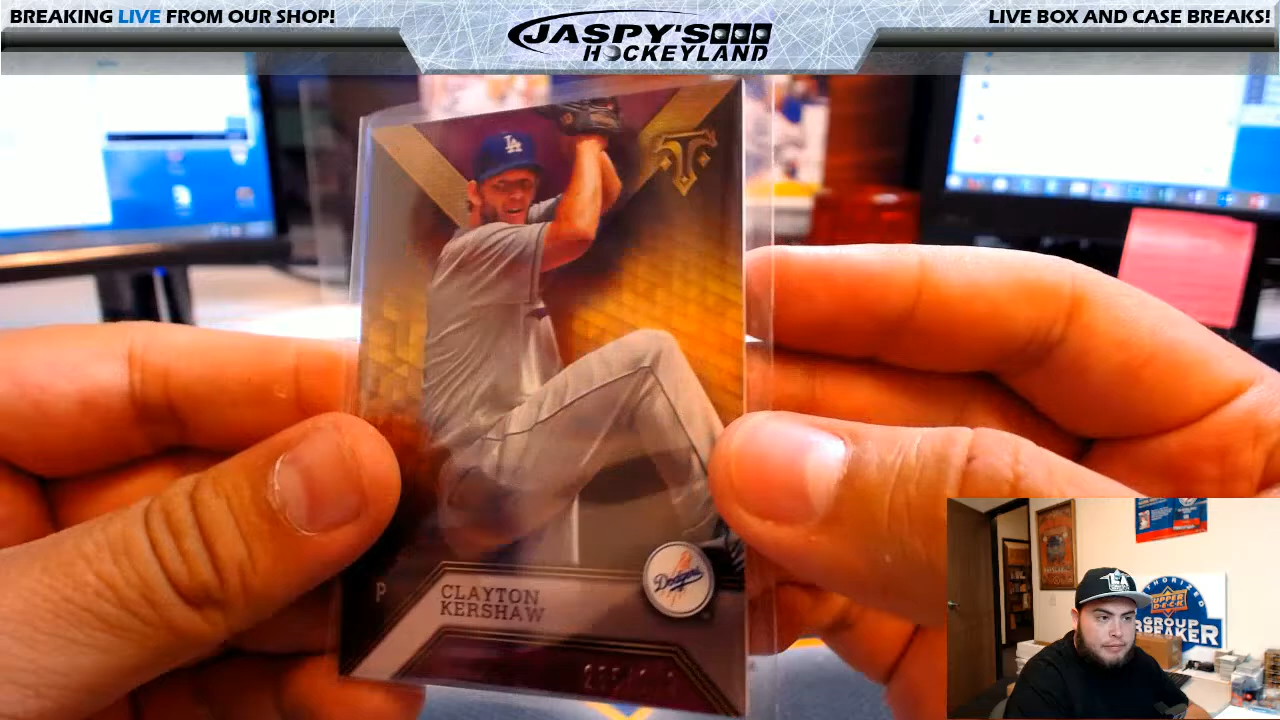 BREAKING LIVE FROM OUR SHOP!
JASPY'S
HOCKEYLAND
LIVE BOX AND CASE BREAKS!
LA
P
CLAYTON
KERSHAW
Dodgers
AUTHORIZED
UPPER
DECK
GROUP
BREAKER